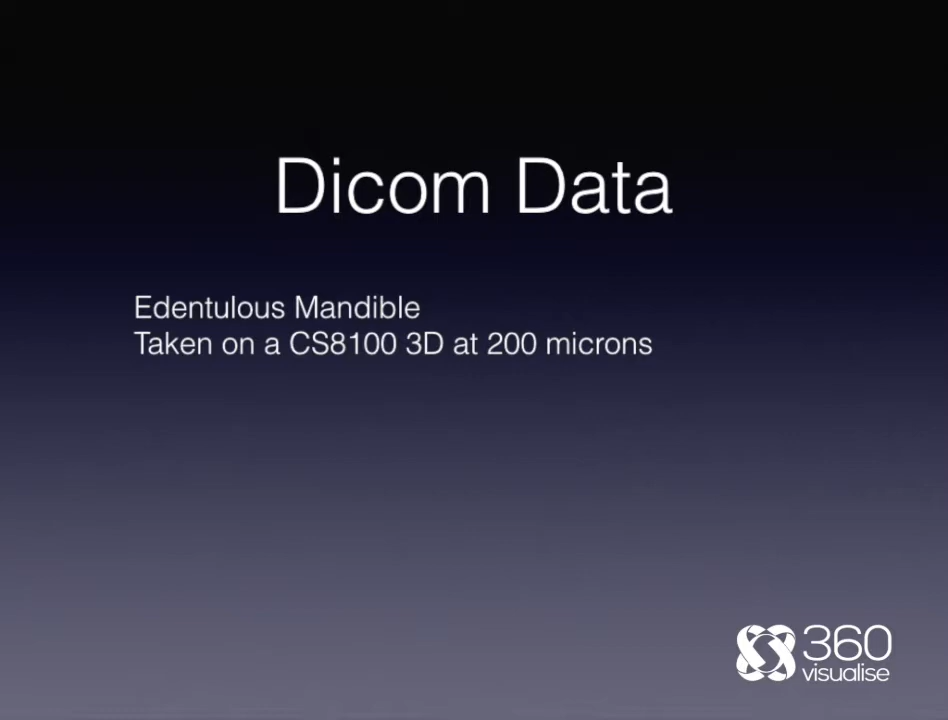 Dicom Data
Edentulous Mandible
Taken on a CS8100 3D at 200 microns
360
visualise